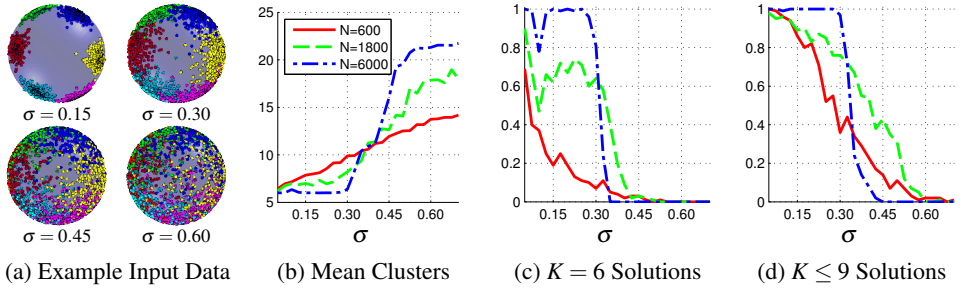 σ = 0.15
σ = 0.30
σ = 0.45
σ = 0.60
(a) Example Input Data
25
20
15
10
5
N=600
N=1800
N=6000
0.15 0.30 0.45 0.60
σ
(b) Mean Clusters
1
0.8
0.6
0.4
0.2
0
0.15 0.30 0.45 0.60
σ
(c) K = 6 Solutions
1
0.8
0.6
0.4
0.2
0
0.15 0.30 0.45 0.60
σ
(d) K ≤ 9 Solutions